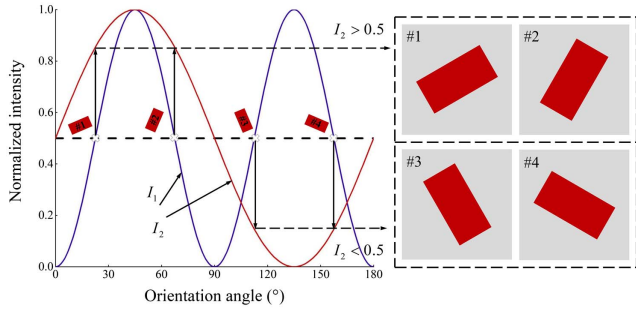 1.0
0.8
0.6
0.4
0.2
0.0
Normalized intensity
0 30 60 90 120 150 180
Orientation angle (°)
I₂ > 0.5
I₂ < 0.5
I₁
I₂
#1
#2
#3
#4
#1
#2
#3
#4